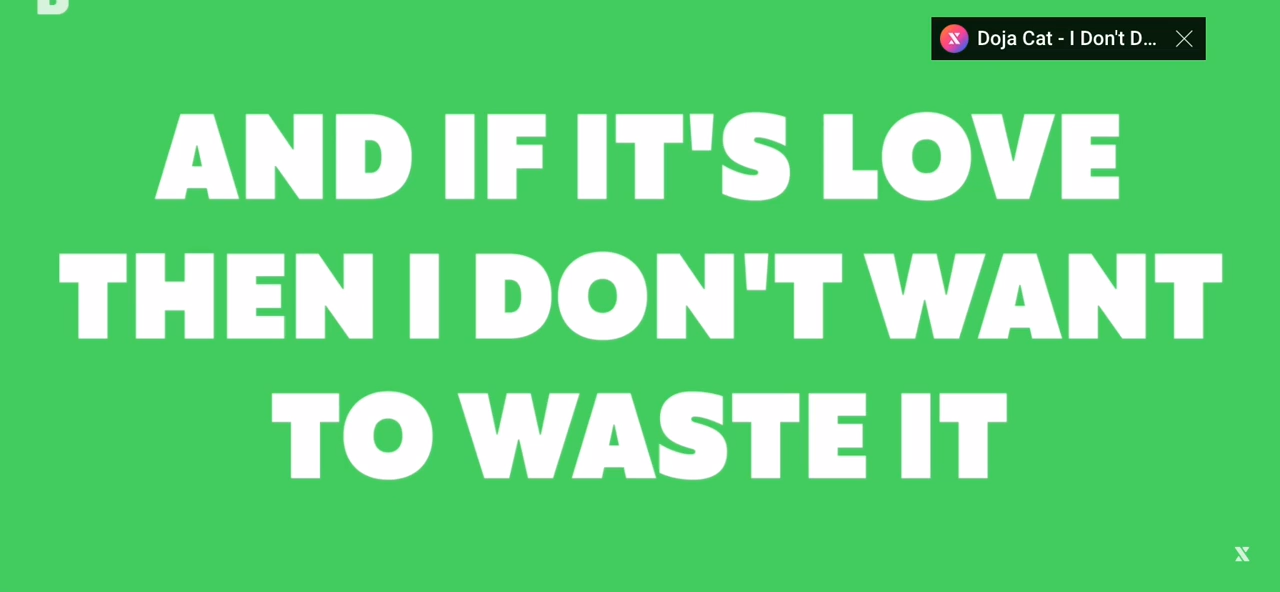 Doja Cat - I Don't D...
AND IF IT'S LOVE
THEN I DON'T WANT
TO WASTE IT